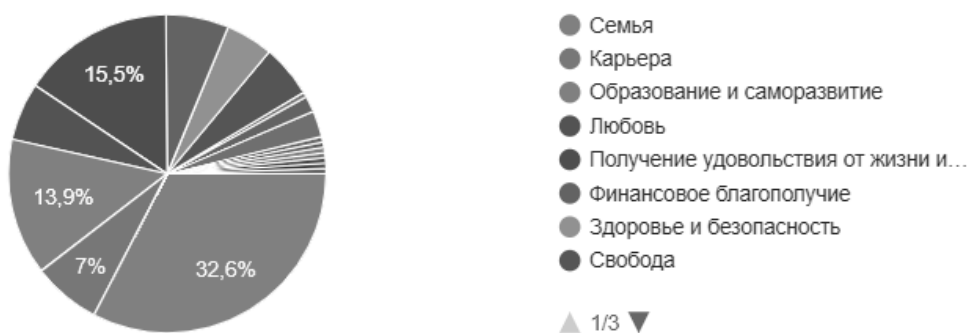 15,5%
13,9%
7%
32,6%
Семья
Карьера
Образование и саморазвитие
Любовь
Получение удовольствия от жизни и...
Финансовое благополучие
Здоровье и безопасность
Свобода
1/3